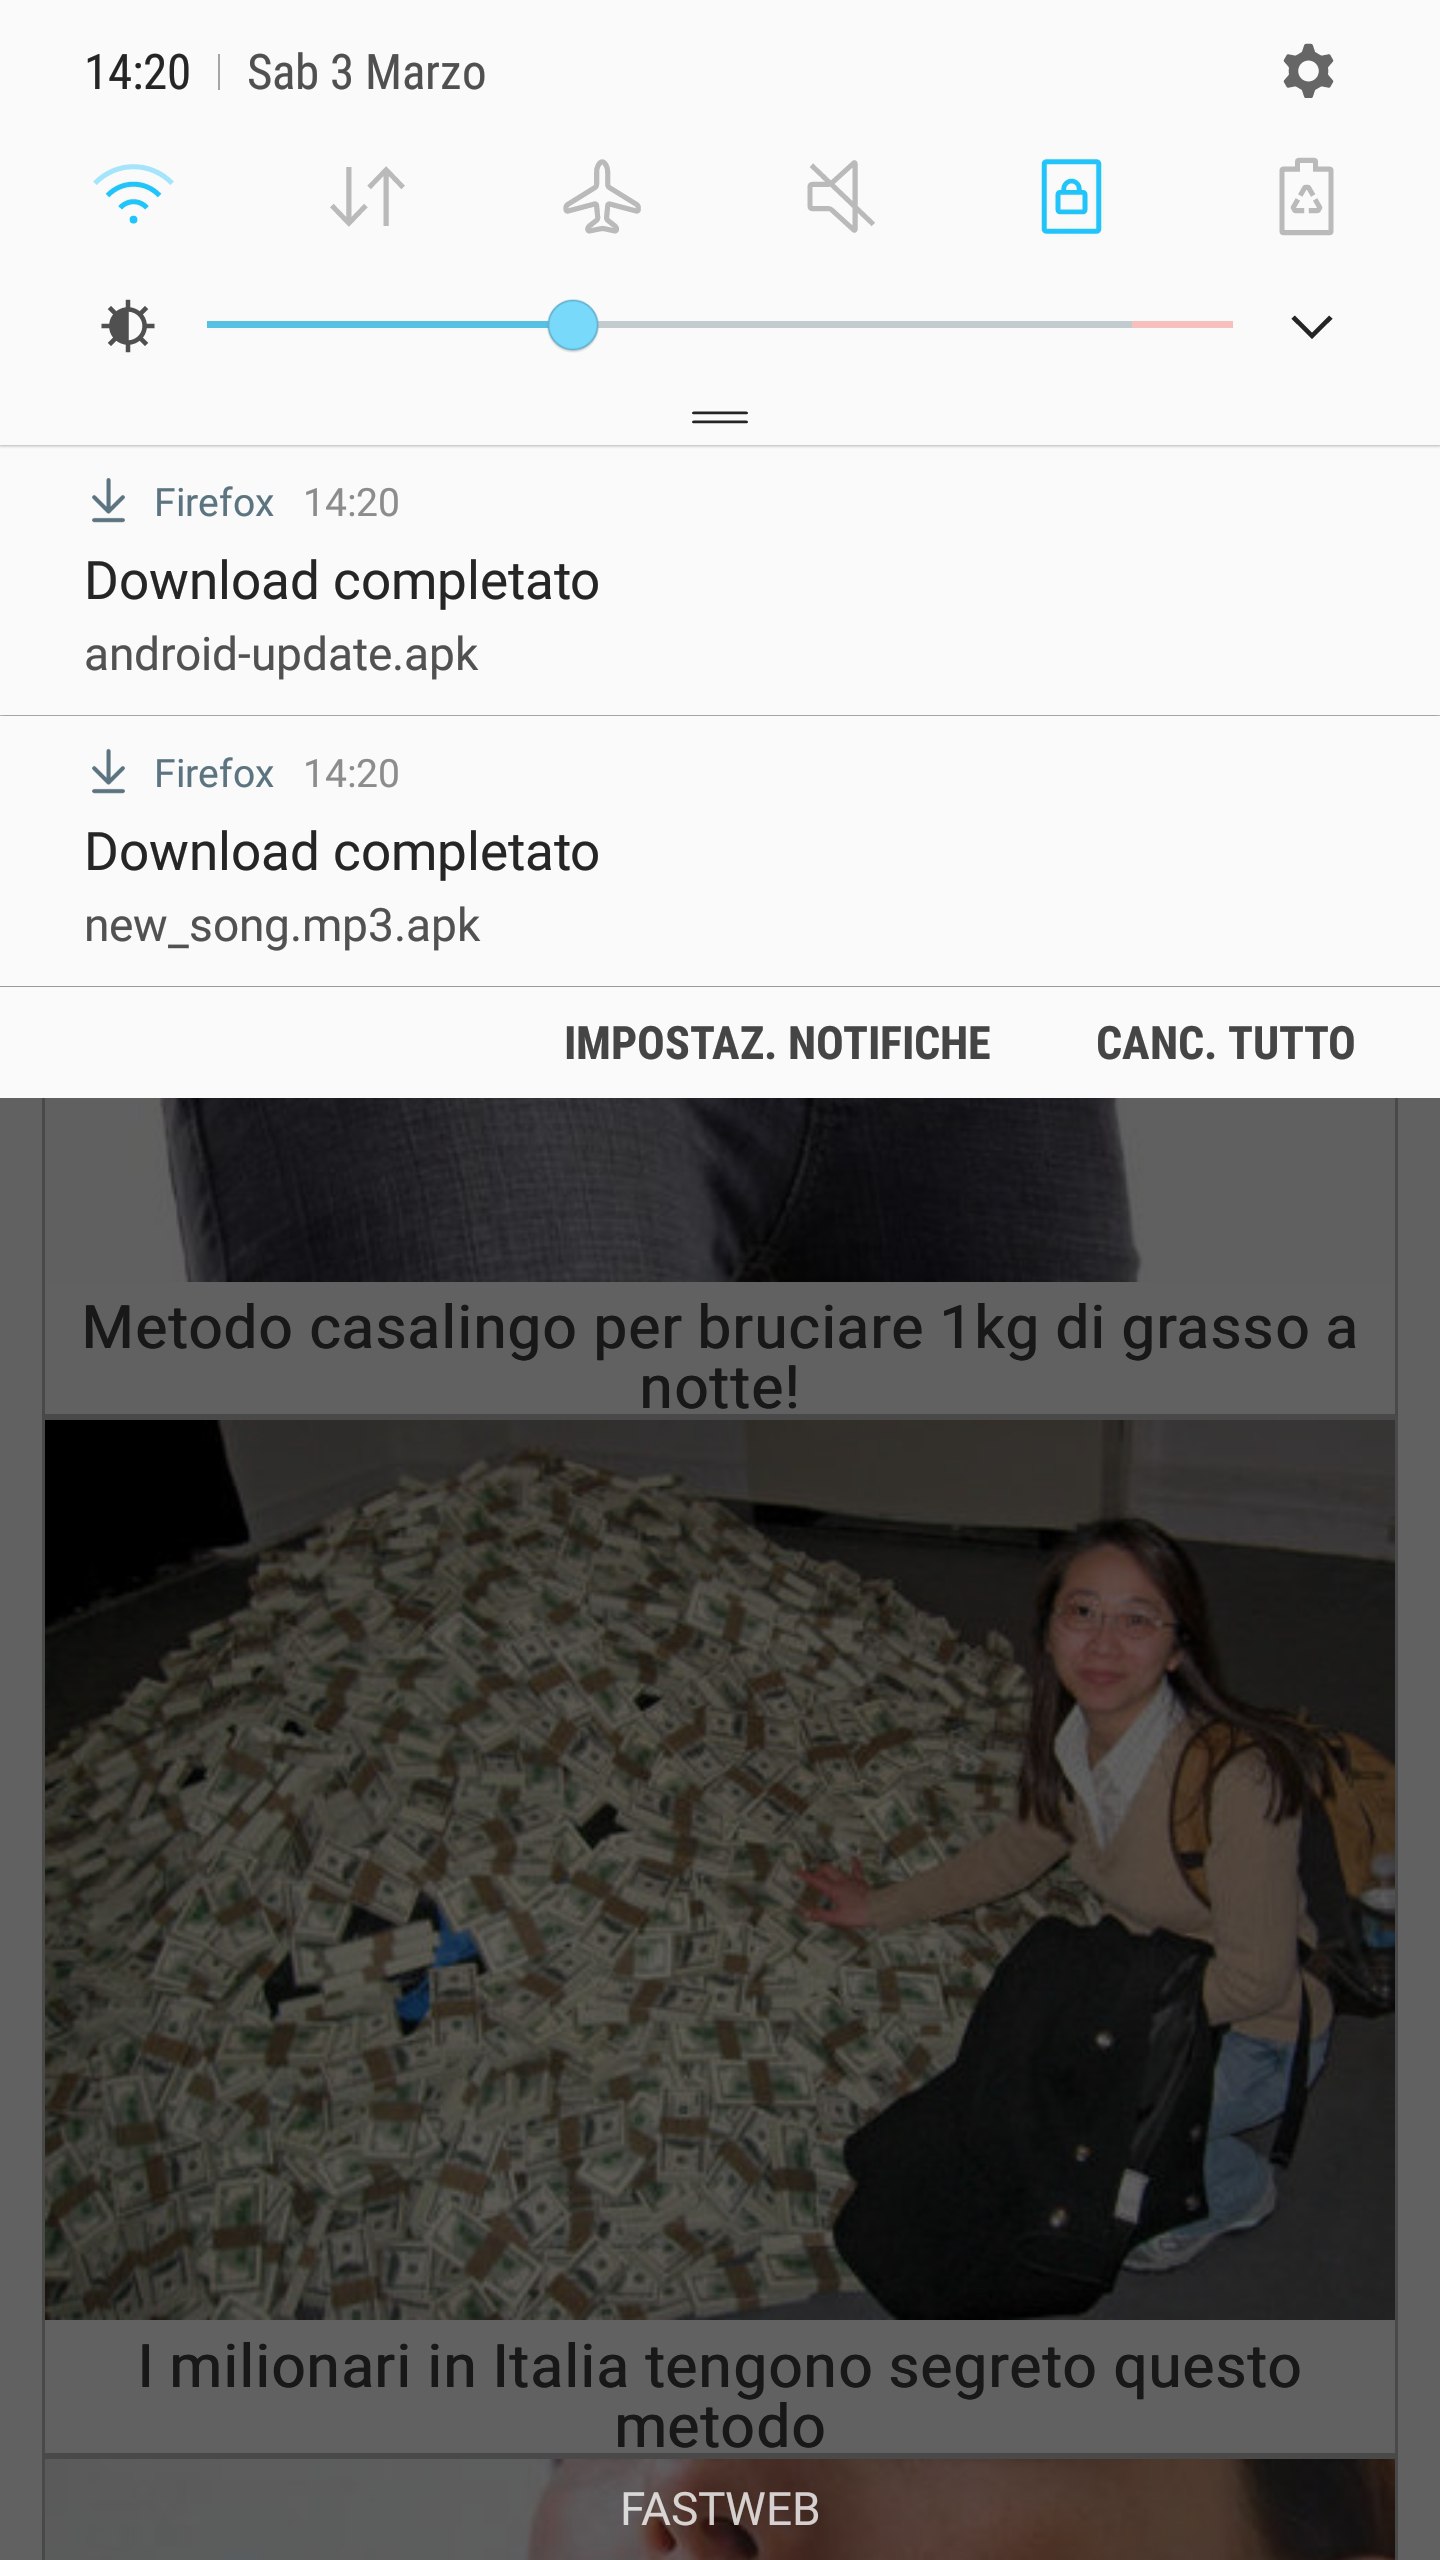 14:20 | Sab 3 Marzo
Firefox 14:20
Download completato
android-update.apk
Firefox 14:20
Download completato
new_song.mp3.apk
IMPOSTAZ. NOTIFICHE CANC. TUTTO
Metodo casalingo per bruciare 1kg di grasso a
notte!
I milionari in Italia tengono segreto questo
metodo
FASTWEB